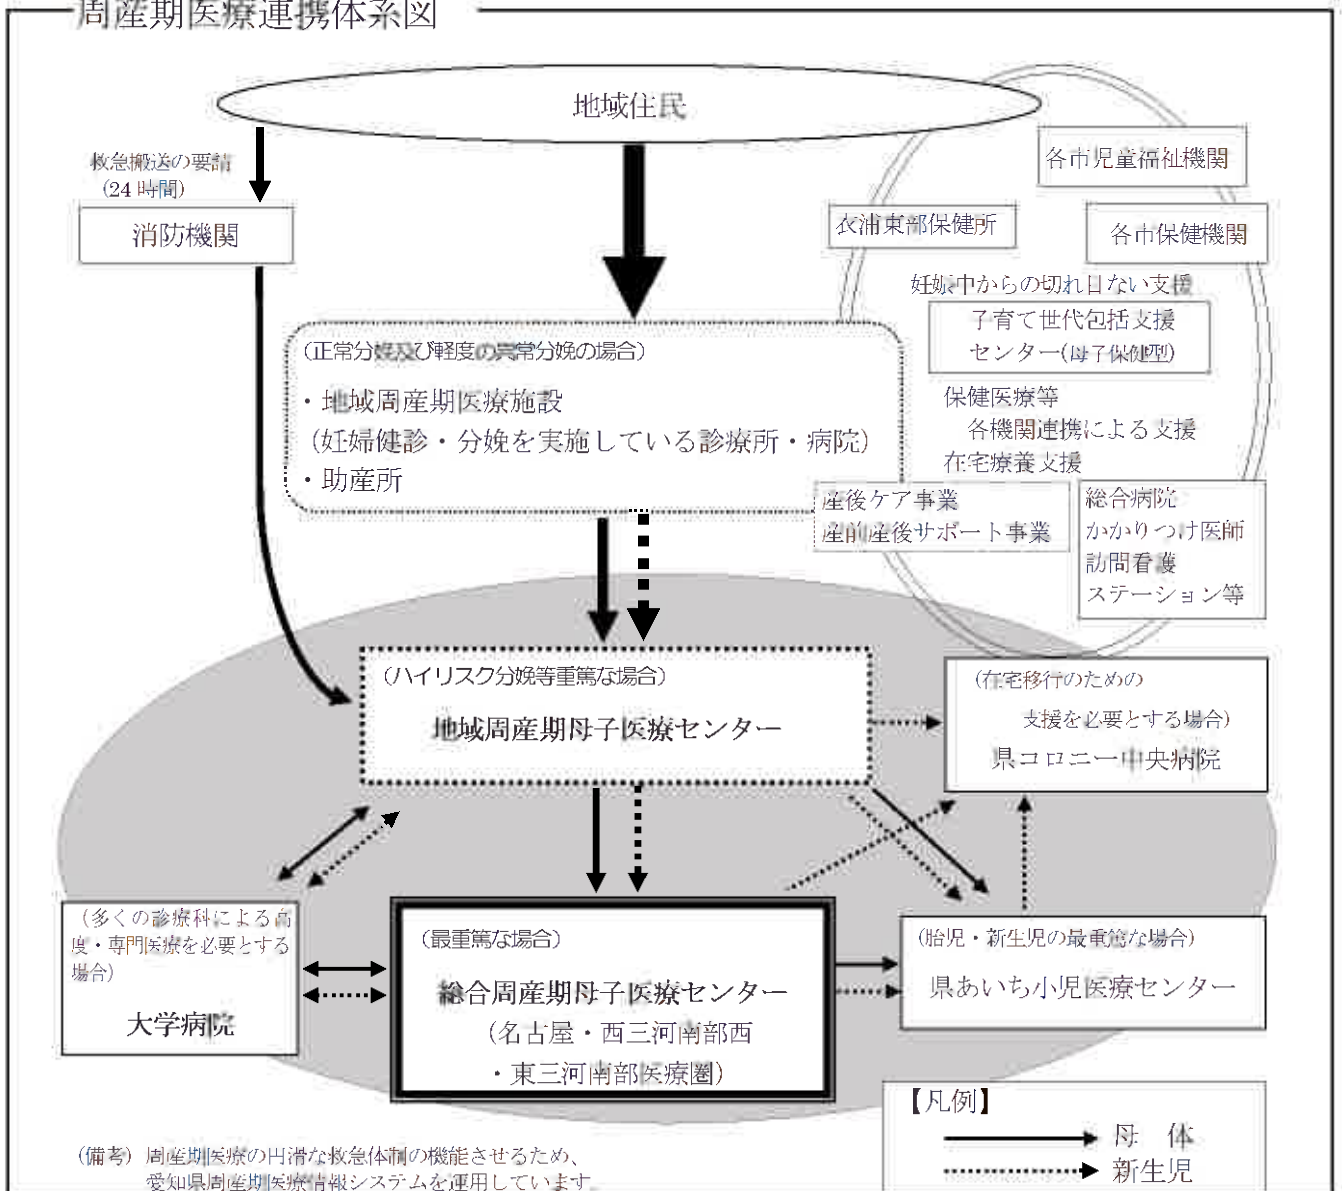 周産期医療連携体系図
地域住民
救急搬送の要請
（24 時間）
消防機関
各市児童福祉機関
衣浦東部保健所
各市保健機関
妊娠中からの切れ目ない支援
子育て世代包括支援
センター(母子保健型)
保健医療等
各機関連携による支援
在宅療養支援
産後ケア事業
産前産後サポート事業
総合病院
かかりつけ医師
訪問看護
ステーション等
（正常分娩及び軽度の異常分娩の場合）
・地域周産期医療施設
（妊婦健診・分娩を実施している診療所・病院）
・助産所
（ハイリスク分娩等重篤な場合）
地域周産期母子医療センター
（在宅移行のための
支援を必要とする場合）
県コロニー中央病院
（多くの診療科による高
度・専門医療を必要とする
場合）
大学病院
（最重篤な場合）
総合周産期母子医療センター
（名古屋・西三河南部西
・東三河南部医療圏）
（胎児・新生児の最重篤な場合）
県あいち小児医療センター
【凡例】
母　体
新生児
（備考）周産期医療の円滑な救急体制の機能させるため、
愛知県周産期医療情報システムを運用しています。